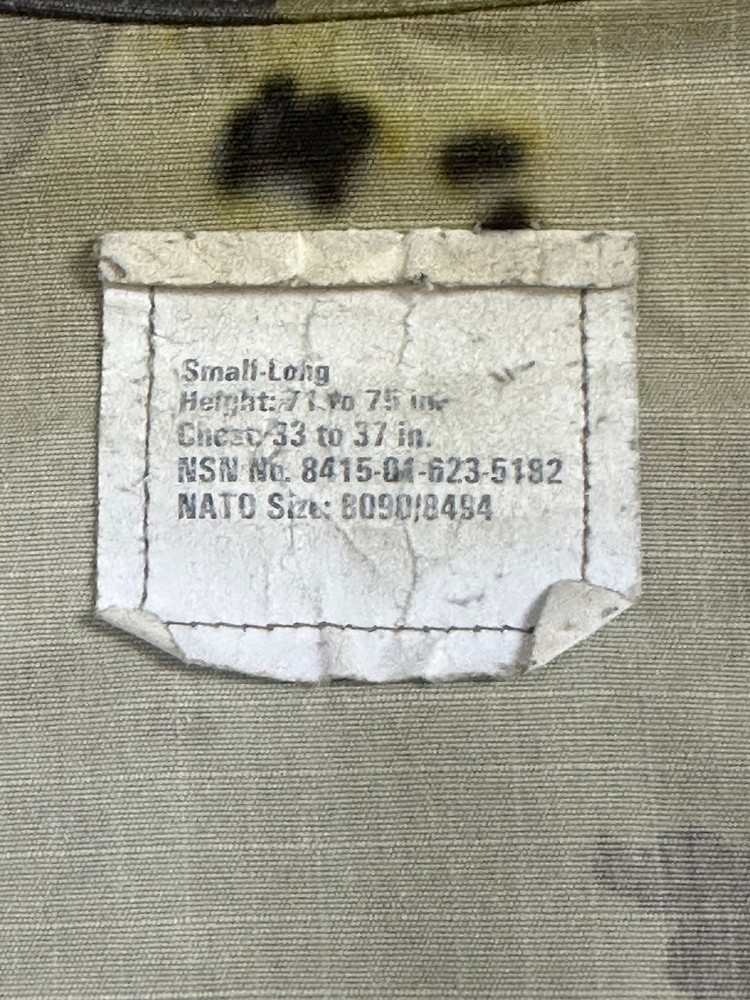 Small-Long
Height: 71 to 75 in.
Chest: 33 to 37 in.
NSN No. 8415-01-623-5182
NATO Size: 8090/8494